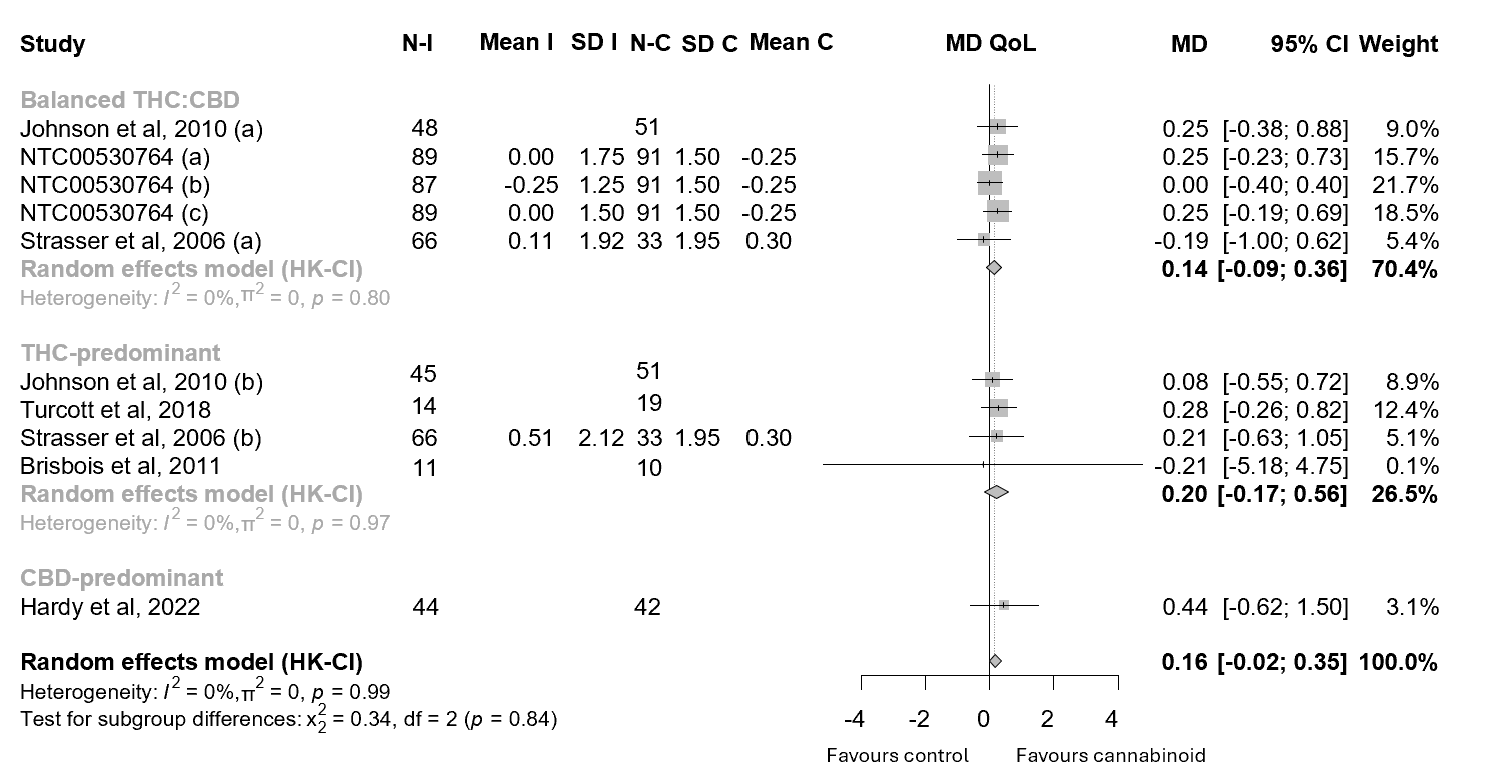 Study N-I Mean I SD I N-C SD C Mean C MD QoL MD 95% CI Weight
Balanced THC:CBD
Johnson et al, 2010 (a) 48 51 0.25 [-0.38; 0.88] 9.0%
NTC00530764 (a) 89 0.00 1.75 91 1.50 -0.25 0.25 [-0.23; 0.73] 15.7%
NTC00530764 (b) 87 -0.25 1.25 91 1.50 -0.25 0.00 [-0.40; 0.40] 21.7%
NTC00530764 (c) 89 0.00 1.50 91 1.50 -0.25 0.25 [-0.19; 0.69] 18.5%
Strasser et al, 2006 (a) 66 0.11 1.92 33 1.95 0.30 -0.19 [-1.00; 0.62] 5.4%
Random effects model (HK-CI) 0.14 [-0.09; 0.36] 70.4%
Heterogeneity: I² = 0%, π² = 0, p = 0.80
THC-predominant
Johnson et al, 2010 (b) 45 51 0.08 [-0.55; 0.72] 8.9%
Turcott et al, 2018 14 19 0.28 [-0.26; 0.82] 12.4%
Strasser et al, 2006 (b) 66 0.51 2.12 33 1.95 0.30 0.21 [-0.63; 1.05] 5.1%
Brisbois et al, 2011 11 10 -0.21 [-5.18; 4.75] 0.1%
Random effects model (HK-CI) 0.20 [-0.17; 0.56] 26.5%
Heterogeneity: I² = 0%, π² = 0, p = 0.97
CBD-predominant
Hardy et al, 2022 44 42 0.44 [-0.62; 1.50] 3.1%
Random effects model (HK-CI) 0.16 [-0.02; 0.35] 100.0%
Heterogeneity: I² = 0%, π² = 0, p = 0.99
Test for subgroup differences: x²₂ = 0.34, df = 2 (p = 0.84)
-4 -2 0 2 4
Favours control Favours cannabinoid